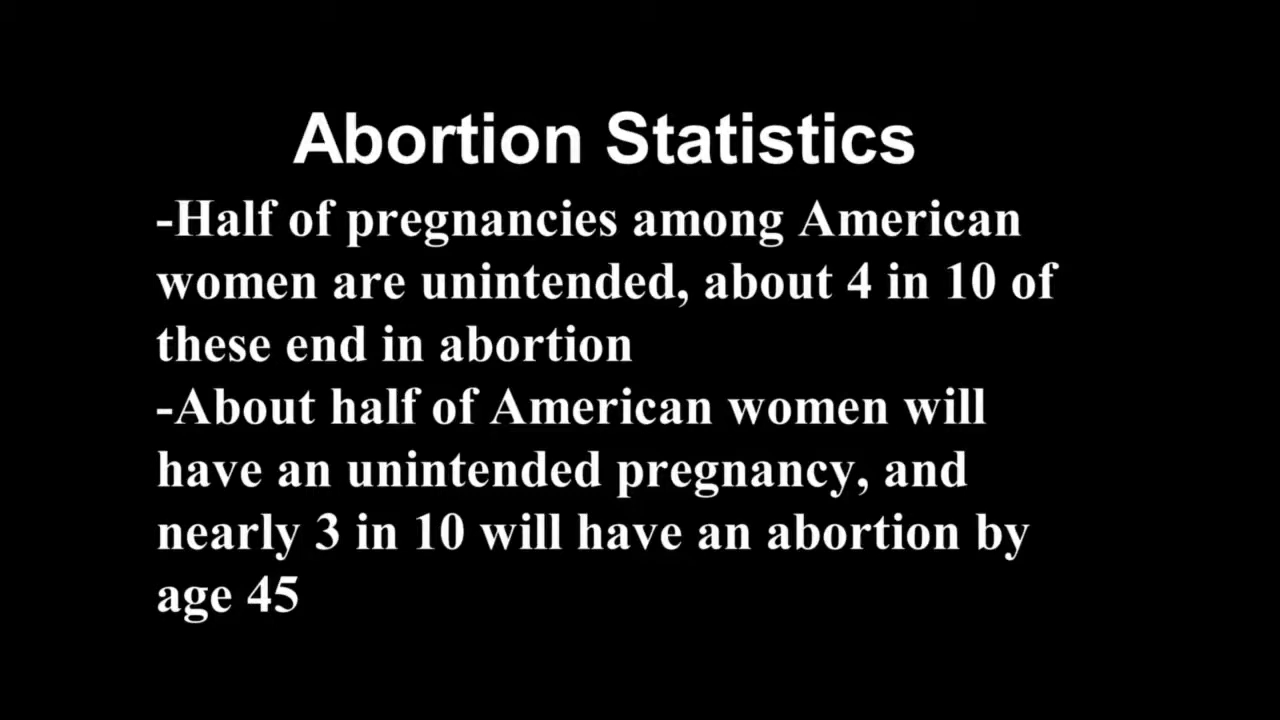 Abortion Statistics
-Half of pregnancies among American
women are unintended, about 4 in 10 of
these end in abortion
-About half of American women will
have an unintended pregnancy, and
nearly 3 in 10 will have an abortion by
age 45